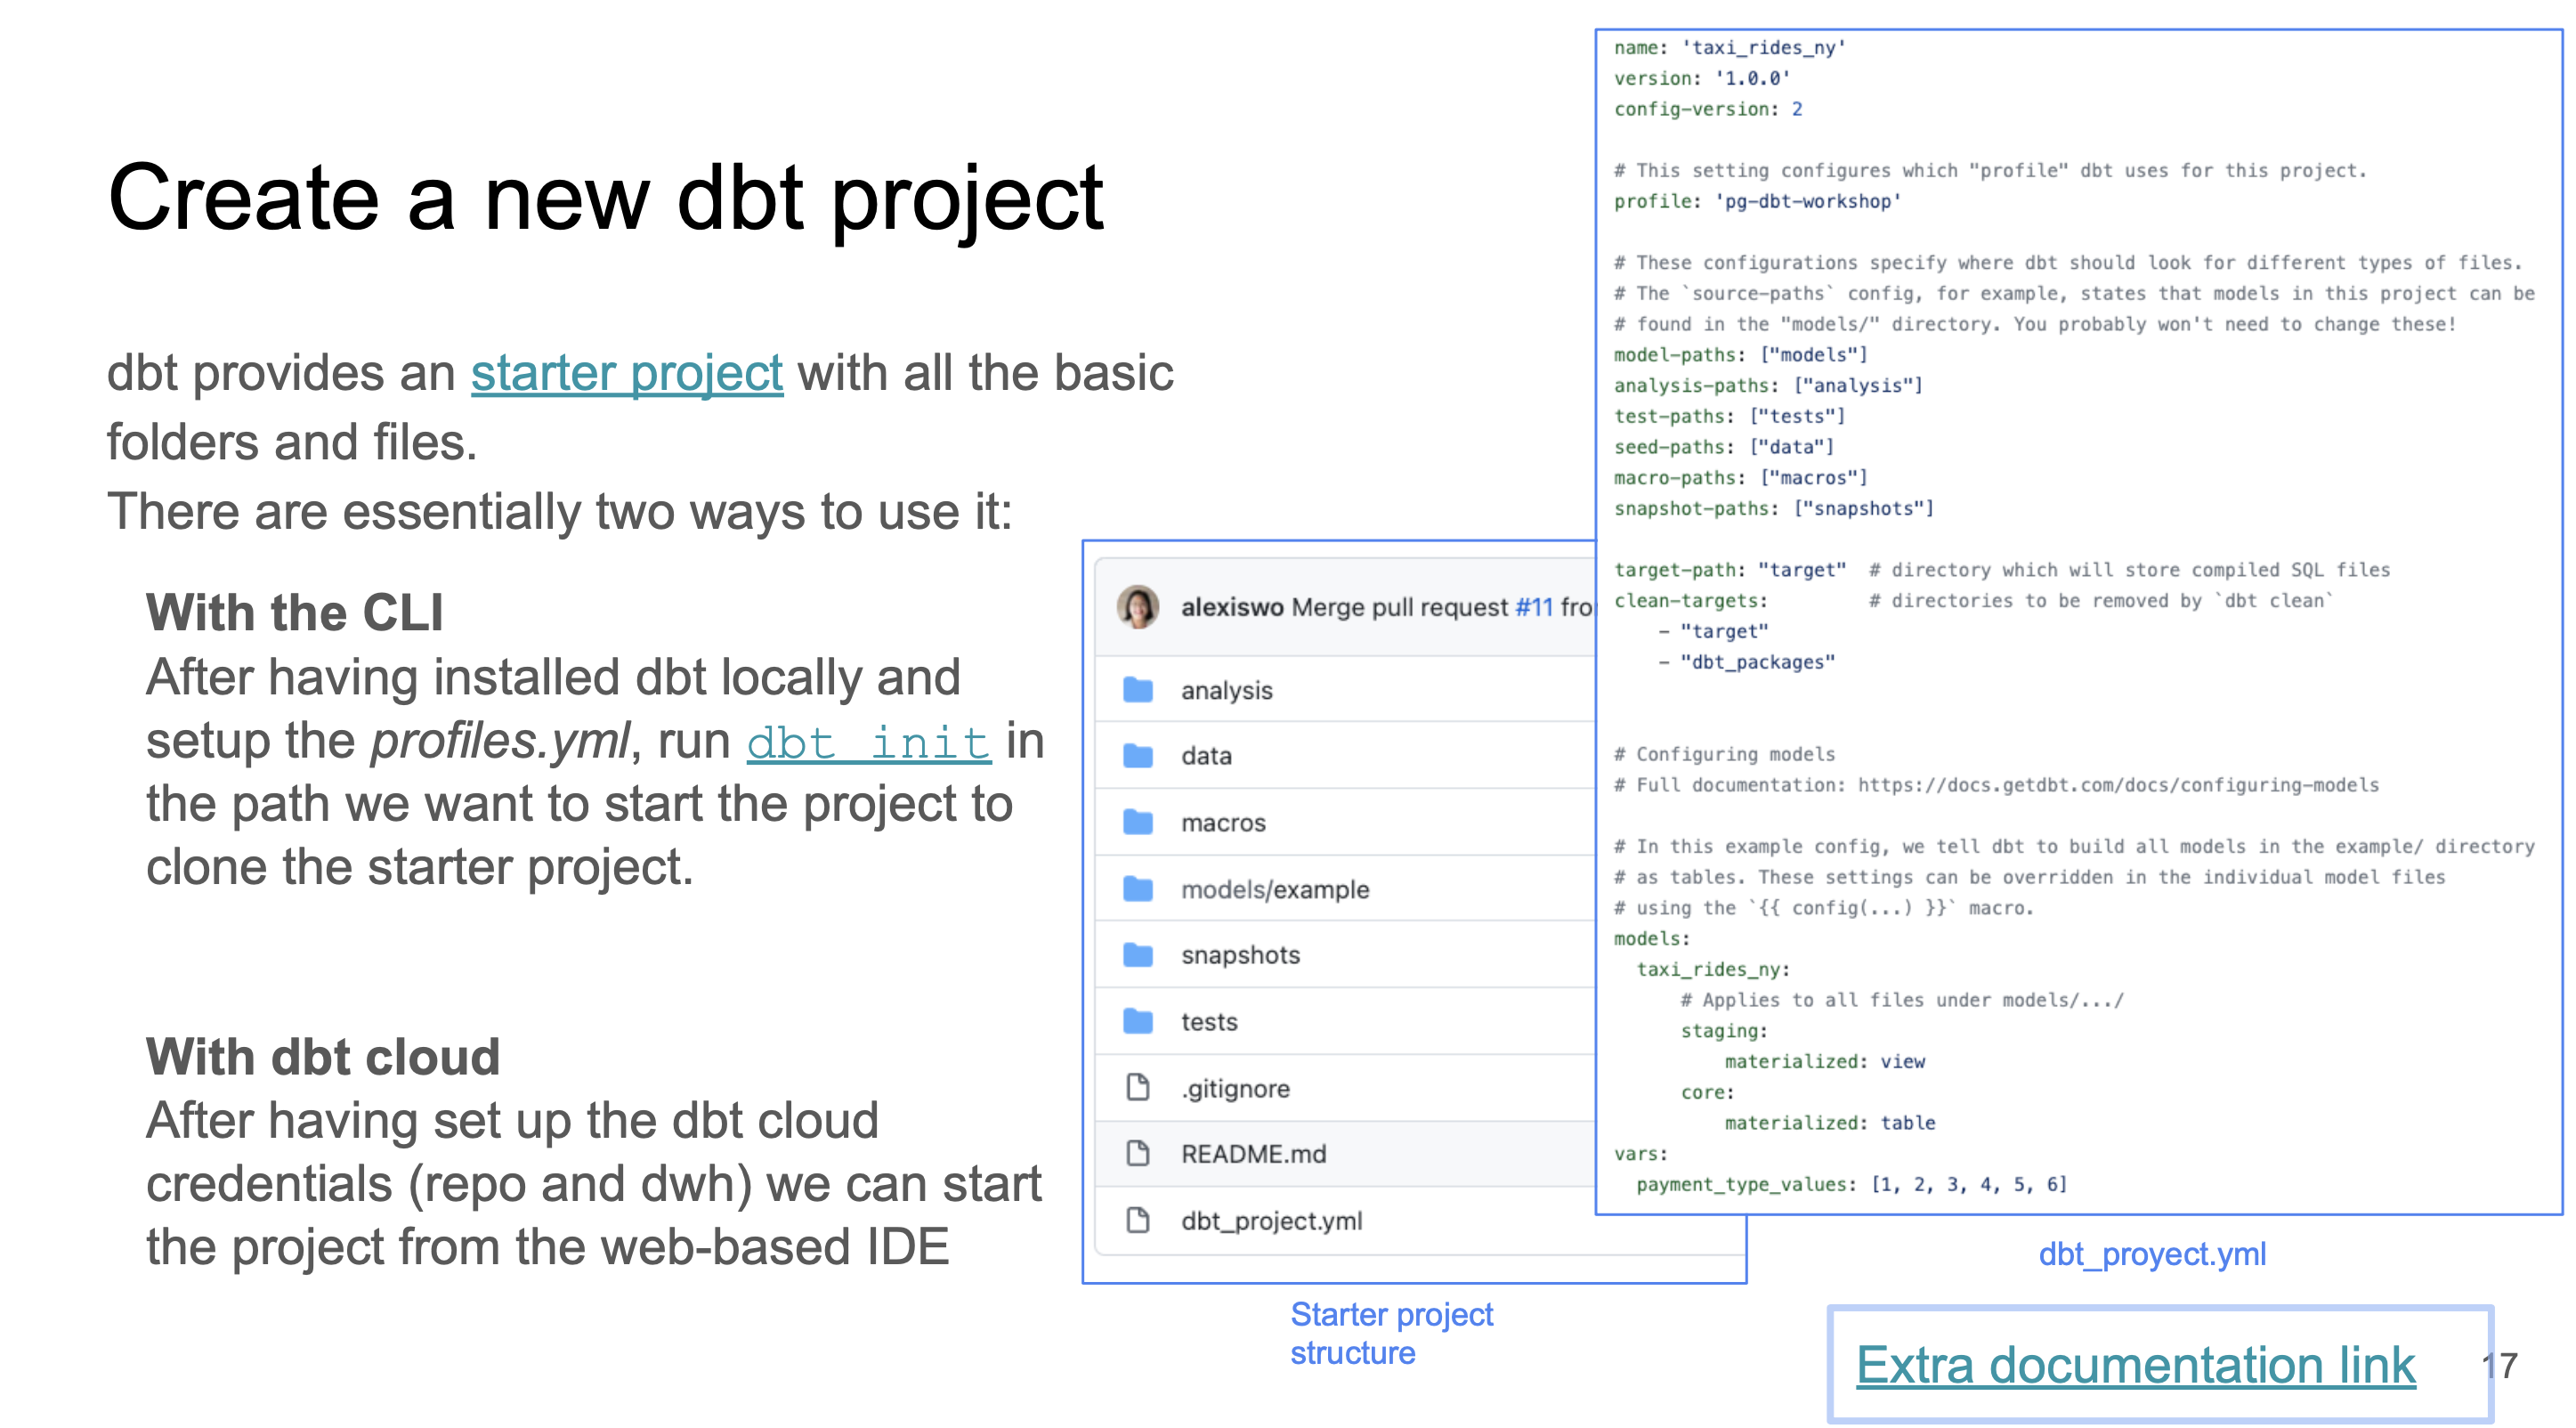 Create a new dbt project
dbt provides an starter project with all the basic
folders and files.
There are essentially two ways to use it:
With the CLI
After having installed dbt locally and
setup the profiles.yml, run dbt init in
the path we want to start the project to
clone the starter project.
With dbt cloud
After having set up the dbt cloud
credentials (repo and dwh) we can start
the project from the web-based IDE
alexiswo Merge pull request #11 fro
analysis
data
macros
models/example
snapshots
tests
.gitignore
README.md
dbt_project.yml
Starter project
structure
name: 'taxi_rides_ny'
version: '1.0.0'
config-version: 2
# This setting configures which "profile" dbt uses for this project.
profile: 'pg-dbt-workshop'
# These configurations specify where dbt should look for different types of files.
# The `source-paths` config, for example, states that models in this project can be
# found in the "models/" directory. You probably won't need to change these!
model-paths: ["models"]
analysis-paths: ["analysis"]
test-paths: ["tests"]
seed-paths: ["data"]
macro-paths: ["macros"]
snapshot-paths: ["snapshots"]
target-path: "target"  # directory which will store compiled SQL files
clean-targets:         # directories to be removed by `dbt clean`
    - "target"
    - "dbt_packages"
# Configuring models
# Full documentation: https://docs.getdbt.com/docs/configuring-models
# In this example config, we tell dbt to build all models in the example/ directory
# as tables. These settings can be overridden in the individual model files
# using the `{{ config(...) }}` macro.
models:
  taxi_rides_ny:
      # Applies to all files under models/.../
      staging:
          materialized: view
      core:
          materialized: table
vars:
  payment_type_values: [1, 2, 3, 4, 5, 6]
dbt_proyect.yml
Extra documentation link
17